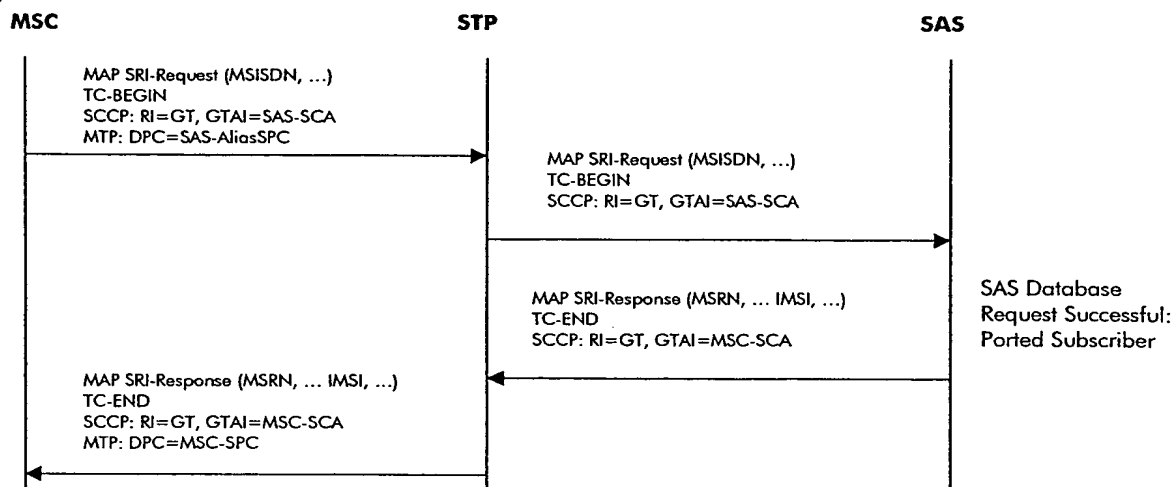 MSC
STP
SAS
MAP SRI-Request (MSISDN, ...)
TC-BEGIN
SCCP: RI=GT, GTAI=SAS-SCA
MTP: DPC=SAS-AliasSPC
MAP SRI-Request (MSISDN, ...)
TC-BEGIN
SCCP: RI=GT, GTAI=SAS-SCA
MAP SRI-Response (MSRN, ... IMSI, ...)
TC-END
SCCP: RI=GT, GTAI=MSC-SCA
SAS Database
Request Successful:
Ported Subscriber
MAP SRI-Response (MSRN, ... IMSI, ...)
TC-END
SCCP: RI=GT, GTAI=MSC-SCA
MTP: DPC=MSC-SPC